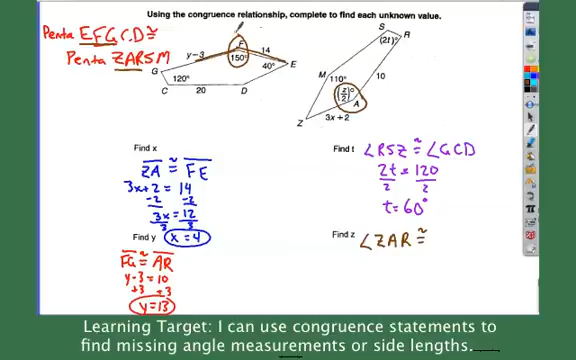 Using the congruence relationship, complete to find each unknown value.
Penta EFGCD ≅
Penta ZARSM
y−3
F
14
150°
40°
E
G
120°
C
20
D
S
R
(2t)°
M
110°
10
(z/2)°
A
Z
3x + 2
Find x
ZA ≅ FE
3x+2 = 14
−2 −2
3x = 12
3 3
x = 4
Find y
FG ≅ AR
y−3 = 10
+3 +3
y = 13
Find t
∠RSZ ≅ ∠GCD
2t = 120
2 2
t = 60°
Find z
∠ZAR ≅
Learning Target: I can use congruence statements to
find missing angle measurements or side lengths.